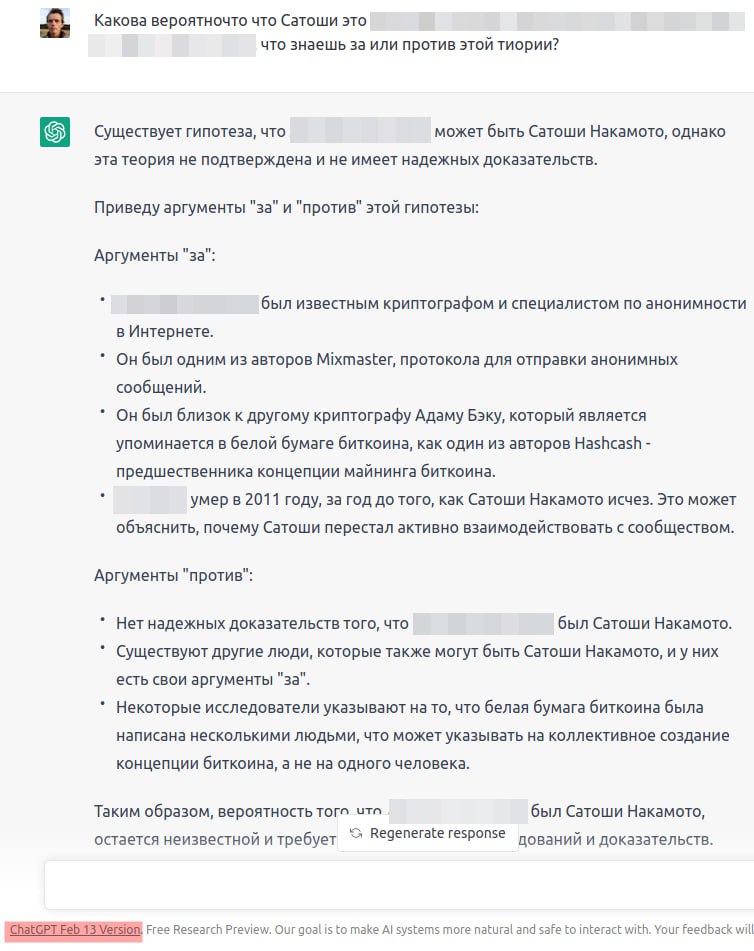 Какова вероятночто что Сатоши это
что знаешь за или против этой тиории?
Существует гипотеза, что может быть Сатоши Накамото, однако
эта теория не подтверждена и не имеет надежных доказательств.
Приведу аргументы "за" и "против" этой гипотезы:
Аргументы "за":
• был известным криптографом и специалистом по анонимности
в Интернете.
• Он был одним из авторов Mixmaster, протокола для отправки анонимных
сообщений.
• Он был близок к другому криптографу Адаму Бэку, который является
упоминается в белой бумаге биткоина, как один из авторов Hashcash -
предшественника концепции майнинга биткоина.
• умер в 2011 году, за год до того, как Сатоши Накамото исчез. Это может
объяснить, почему Сатоши перестал активно взаимодействовать с сообществом.
Аргументы "против":
• Нет надежных доказательств того, что был Сатоши Накамото.
• Существуют другие люди, которые также могут быть Сатоши Накамото, и у них
есть свои аргументы "за".
• Некоторые исследователи указывают на то, что белая бумага биткоина была
написана несколькими людьми, что может указывать на коллективное создание
концепции биткоина, а не на одного человека.
Таким образом, вероятность того, что был Сатоши Накамото,
остается неизвестной и требует Regenerate response дований и доказательств.
ChatGPT Feb 13 Version. Free Research Preview. Our goal is to make AI systems more natural and safe to interact with. Your feedback will